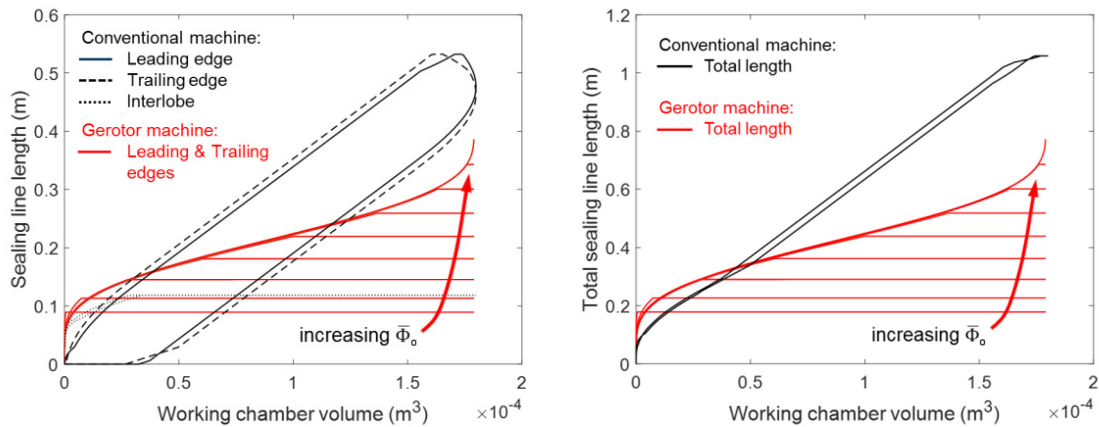 0.6
0.5
0.4
0.3
0.2
0.1
0
Sealing line length (m)
Conventional machine:
Leading edge
Trailing edge
Interlobe
Gerotor machine:
Leading & Trailing
edges
increasing Φ̅ₒ
0
0.5
1
1.5
2
Working chamber volume (m³)
×10⁻⁴
1.2
1
0.8
0.6
0.4
0.2
0
Total sealing line length (m)
Conventional machine:
Total length
Gerotor machine:
Total length
increasing Φ̅ₒ
0
0.5
1
1.5
2
Working chamber volume (m³)
×10⁻⁴